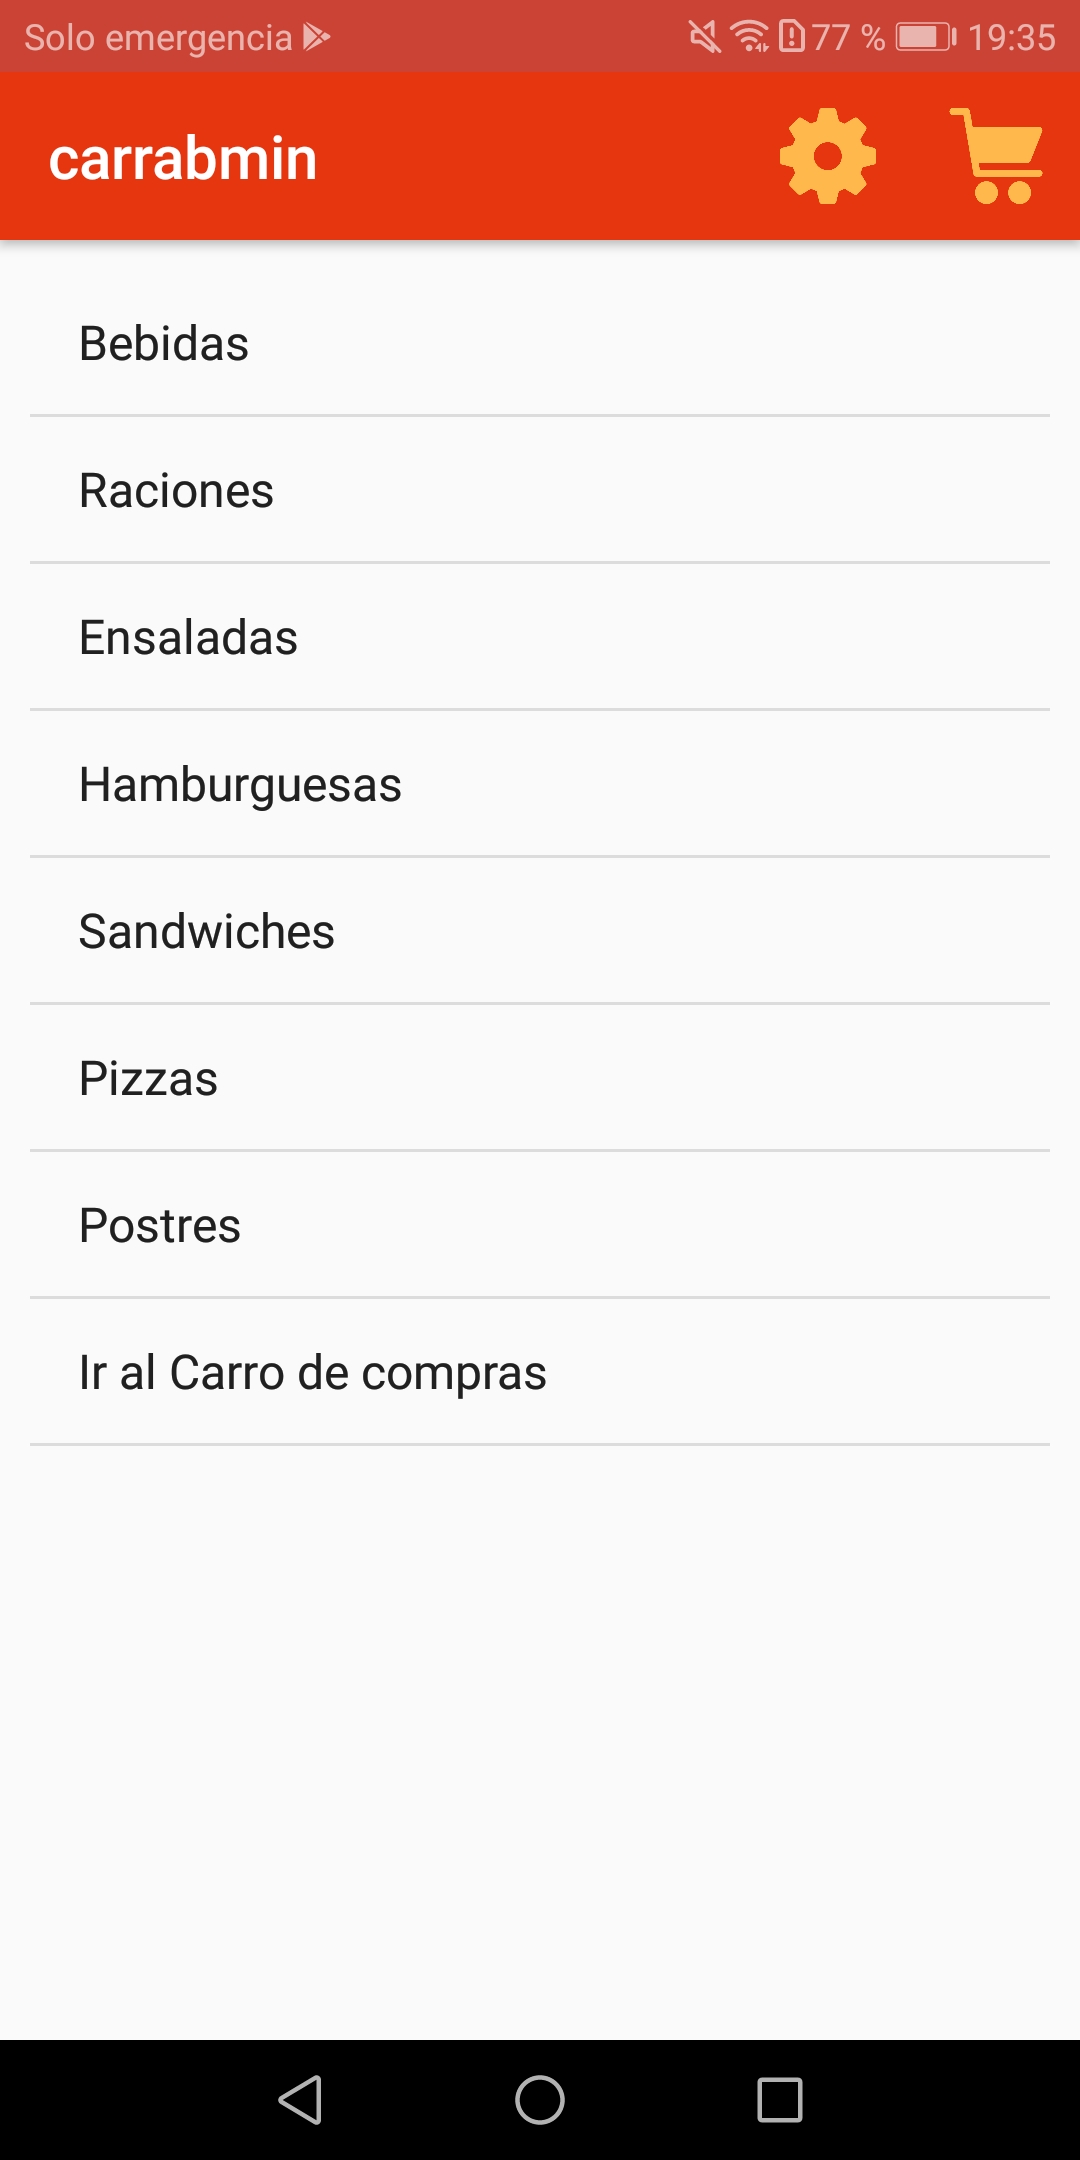 Solo emergencia 77 % 19:35
carrabmin
Bebidas
Raciones
Ensaladas
Hamburguesas
Sandwiches
Pizzas
Postres
Ir al Carro de compras